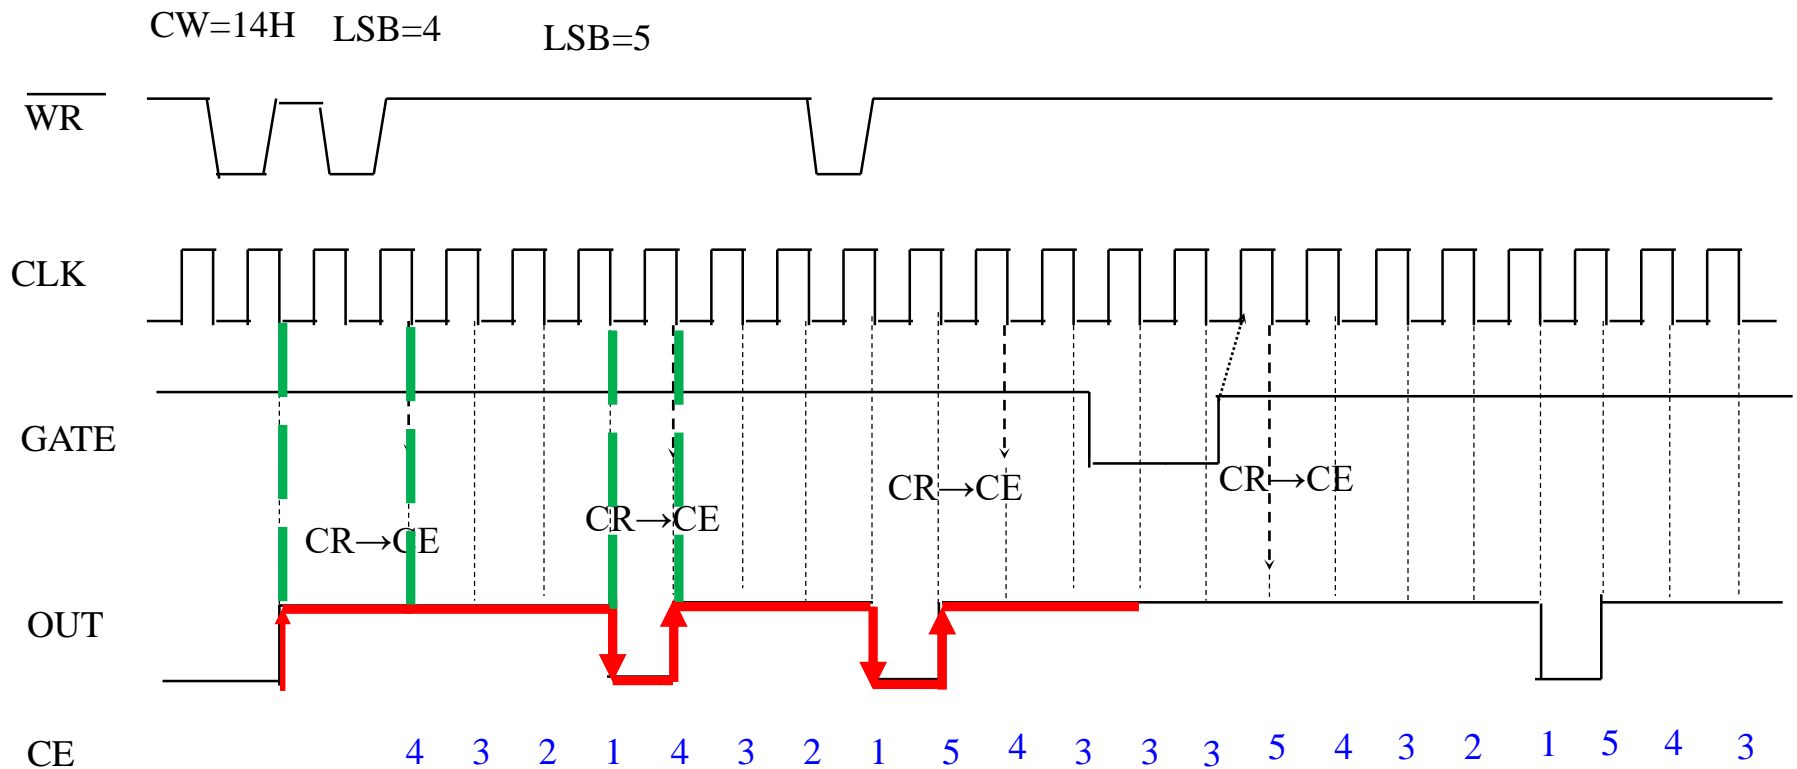 CW=14H LSB=4 LSB=5
WR
CLK
GATE
CR→CE CR→CE CR→CE CR→CE
OUT
CE 4 3 2 1 4 3 2 1 5 4 3 3 3 5 4 3 2 1 5 4 3